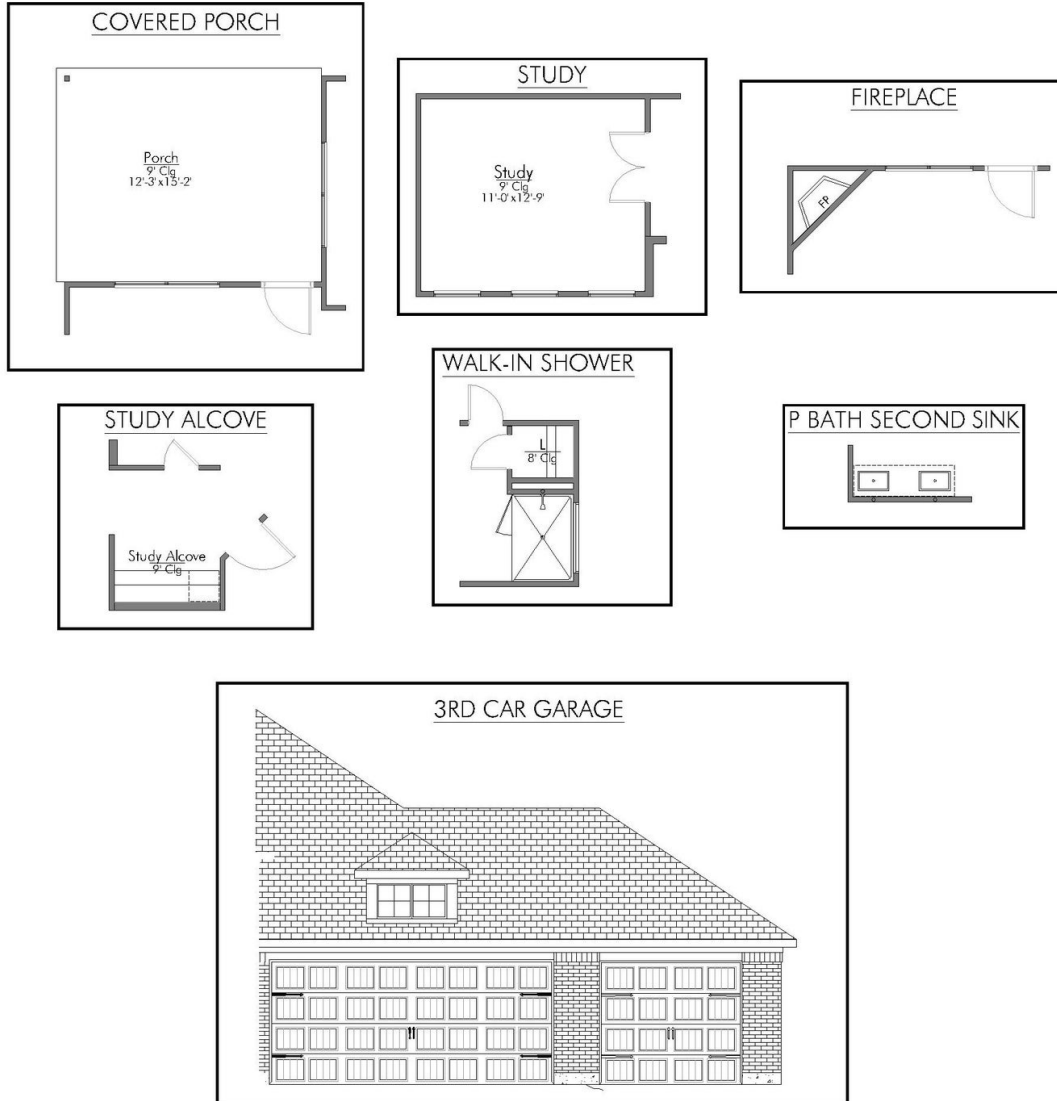 COVERED PORCH
Porch
9' Clg
12'-3'x15'-2'
STUDY
Study
9' Clg
11'-0'x12'-9'
FIREPLACE
FP
STUDY ALCOVE
Study Alcove
9' Clg
WALK-IN SHOWER
L
8' Clg
P BATH SECOND SINK
3RD CAR GARAGE